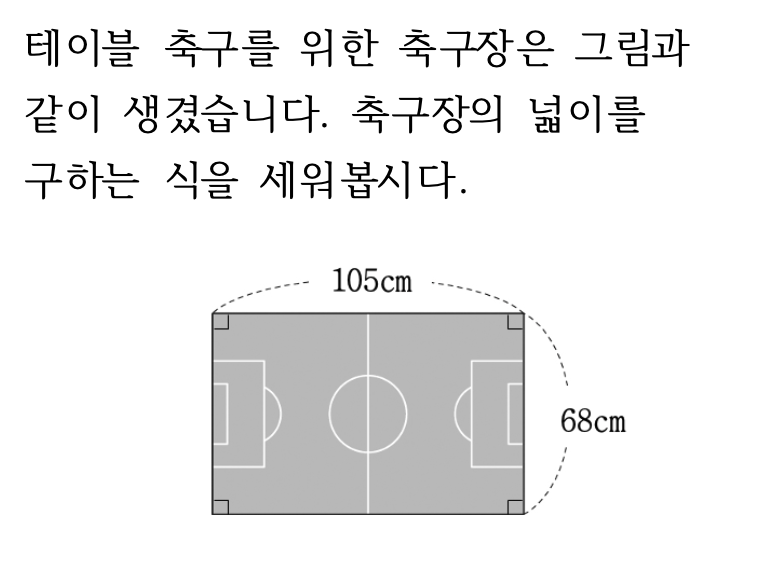 테이블 축구를 위한 축구장은 그림과
같이 생겼습니다. 축구장의 넓이를
구하는 식을 세워봅시다.
105cm
68cm